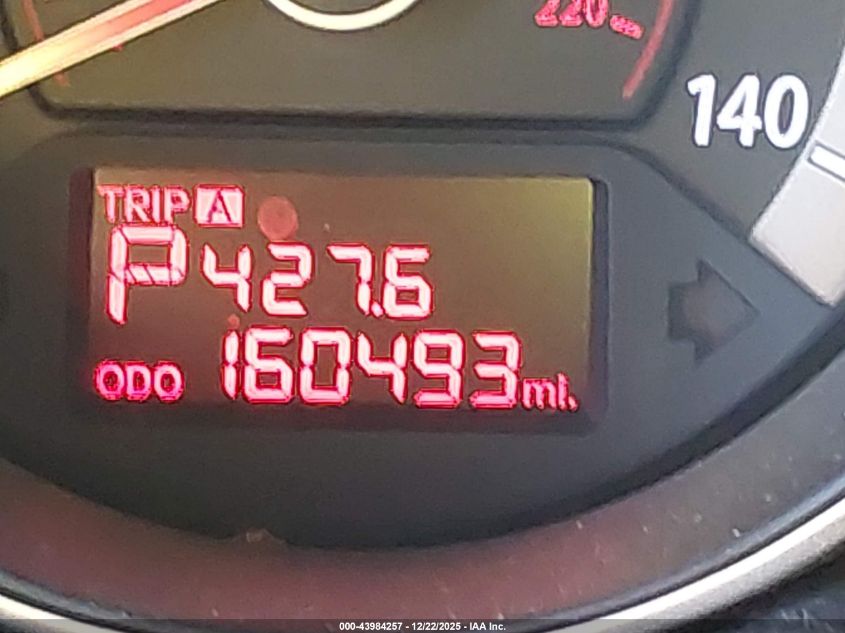 220
140
TRIP A
P 427.6
ODO 160493 mi.
000-43984257 - 12/22/2025 - IAA Inc.